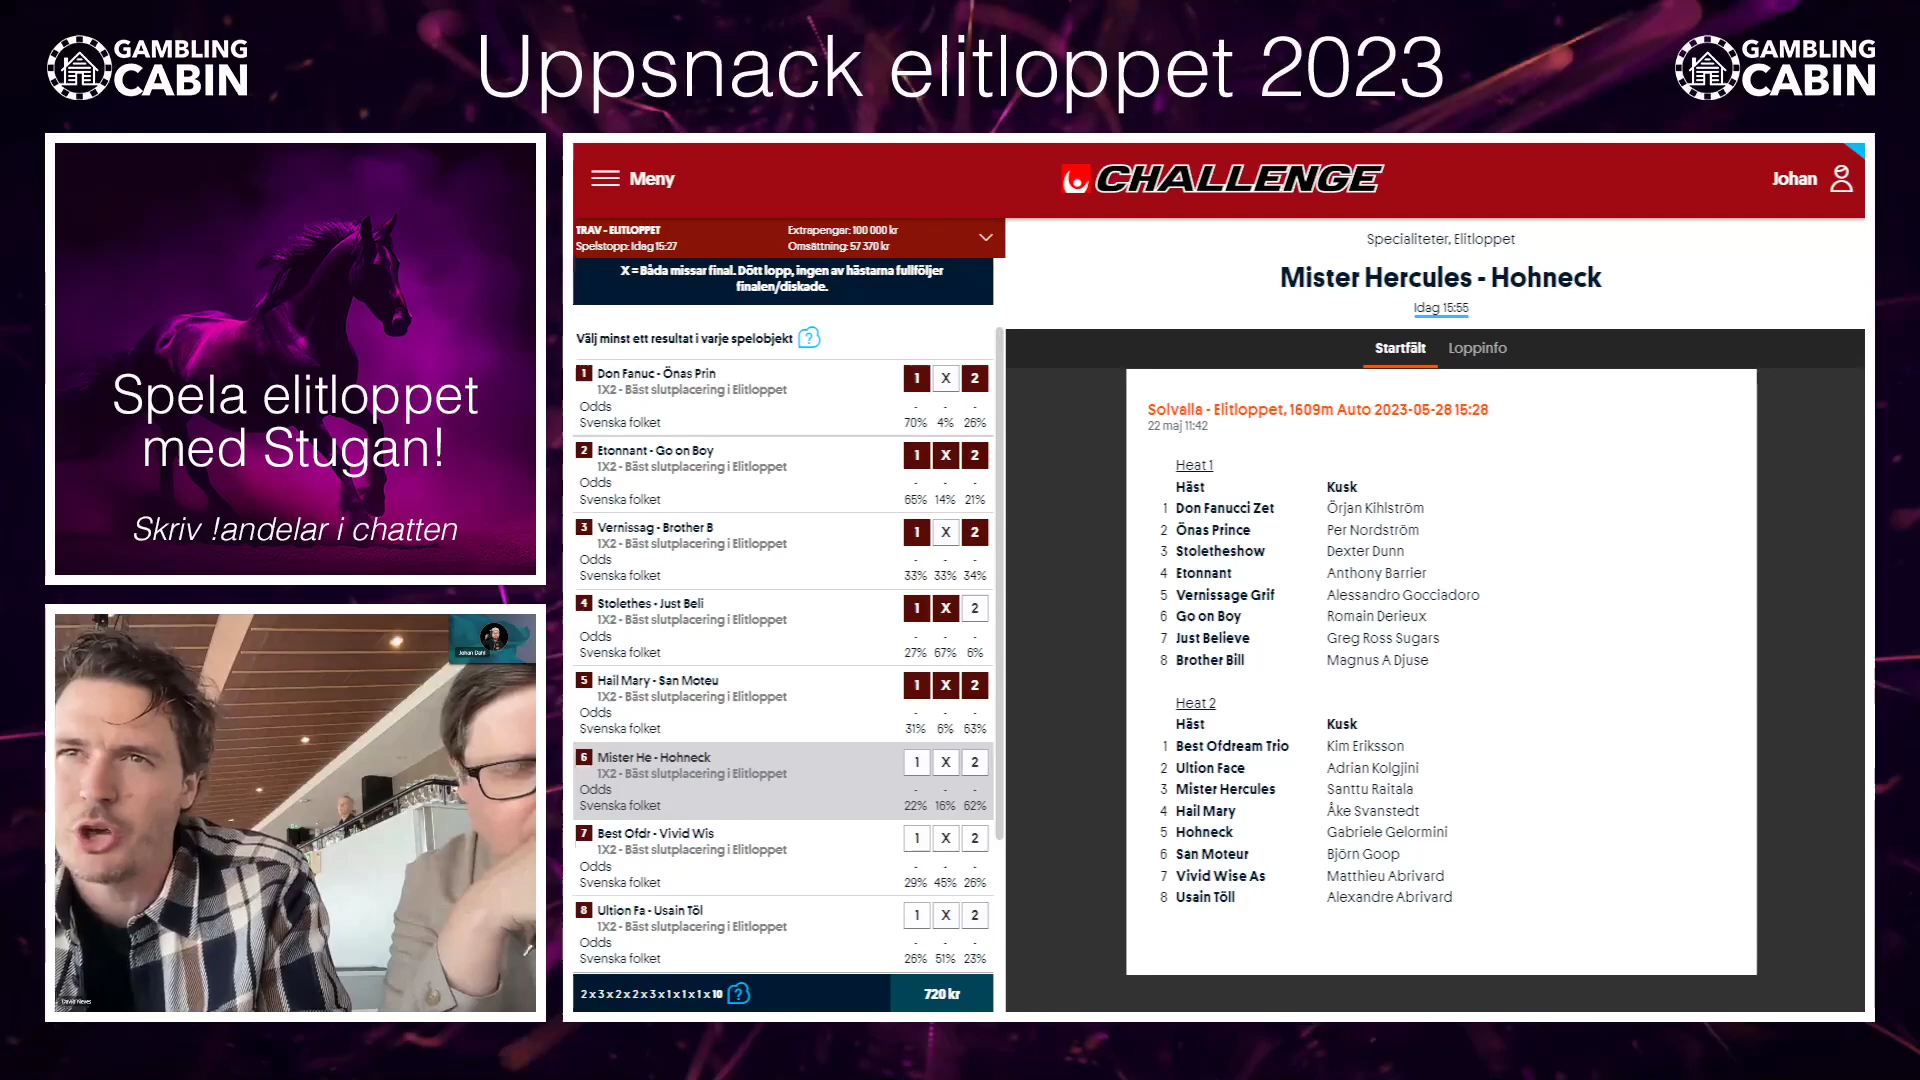 GAMBLING
CABIN
Uppsnack elitloppet 2023
GAMBLING
CABIN
Spela elitloppet
med Stugan!
Skriv !andelar i chatten
Johan Dahl
David Neves
Meny
CHALLENGE
Johan
TRAV - ELITLOPPET
Extrapengar: 100 000 kr
Spelstopp: Idag 15:27
Omsättning: 57 370 kr
X = Båda missar final. Dött lopp, ingen av hästarna fullföljer
finalen/diskade.
Välj minst ett resultat i varje spelobjekt ?
1 Don Fanuc - Önas Prin 1 X 2
1X2 - Bäst slutplacering i Elitloppet
Odds - - -
Svenska folket 70% 4% 26%
2 Etonnant - Go on Boy 1 X 2
1X2 - Bäst slutplacering i Elitloppet
Odds - - -
Svenska folket 65% 14% 21%
3 Vernissag - Brother B 1 X 2
1X2 - Bäst slutplacering i Elitloppet
Odds - - -
Svenska folket 33% 33% 34%
4 Stolethes - Just Beli 1 X 2
1X2 - Bäst slutplacering i Elitloppet
Odds - - -
Svenska folket 27% 67% 6%
5 Hail Mary - San Moteu 1 X 2
1X2 - Bäst slutplacering i Elitloppet
Odds - - -
Svenska folket 31% 6% 63%
6 Mister He - Hohneck 1 X 2
1X2 - Bäst slutplacering i Elitloppet
Odds - - -
Svenska folket 22% 16% 62%
7 Best Ofdr - Vivid Wis 1 X 2
1X2 - Bäst slutplacering i Elitloppet
Odds - - -
Svenska folket 29% 45% 26%
8 Ultion Fa - Usain Töl 1 X 2
1X2 - Bäst slutplacering i Elitloppet
Odds - - -
Svenska folket 26% 51% 23%
2 x 3 x 2 x 2 x 3 x 1 x 1 x 1 x 10 ? 720 kr
Specialiteter, Elitloppet
Mister Hercules - Hohneck
Idag 15:55
Startfält Loppinfo
Solvalla - Elitloppet, 1609m Auto 2023-05-28 15:28
22 maj 11:42
Heat 1
Häst Kusk
1 Don Fanucci Zet Örjan Kihlström
2 Önas Prince Per Nordström
3 Stoletheshow Dexter Dunn
4 Etonnant Anthony Barrier
5 Vernissage Grif Alessandro Gocciadoro
6 Go on Boy Romain Derieux
7 Just Believe Greg Ross Sugars
8 Brother Bill Magnus A Djuse
Heat 2
Häst Kusk
1 Best Ofdream Trio Kim Eriksson
2 Ultion Face Adrian Kolgjini
3 Mister Hercules Santtu Raitala
4 Hail Mary Åke Svanstedt
5 Hohneck Gabriele Gelormini
6 San Moteur Björn Goop
7 Vivid Wise As Matthieu Abrivard
8 Usain Töll Alexandre Abrivard